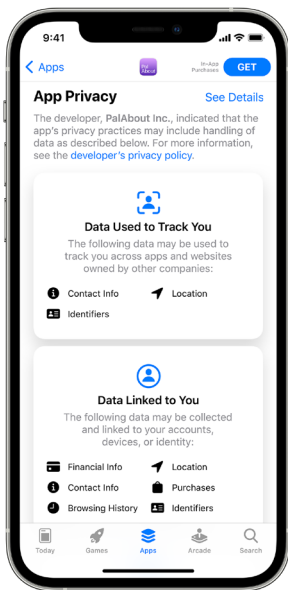 9:41
Apps
Pal
About
In-App
Purchases
GET
App Privacy
See Details
The developer, PalAbout Inc., indicated that the
app's privacy practices may include handling of
data as described below. For more information,
see the developer's privacy policy.
Data Used to Track You
The following data may be used to
track you across apps and websites
owned by other companies:
Contact Info
Location
Identifiers
Data Linked to You
The following data may be collected
and linked to your accounts,
devices, or identity:
Financial Info
Location
Contact Info
Purchases
Browsing History
Identifiers
Today
Games
Apps
Arcade
Search